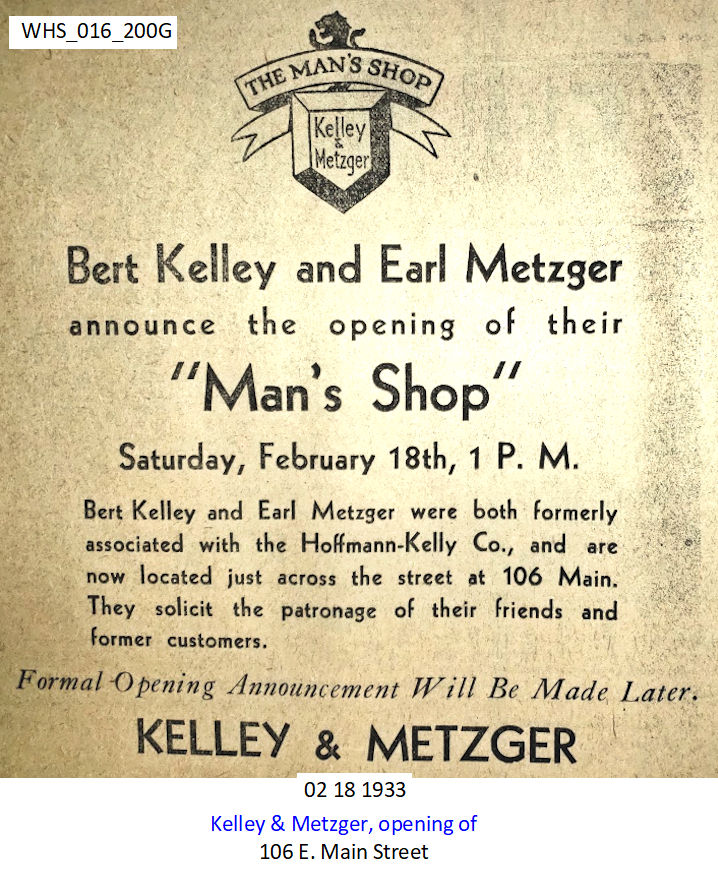 WHS_016_200G
THE MAN'S SHOP
Kelley
&
Metzger
Bert Kelley and Earl Metzger
announce the opening of their
"Man's Shop"
Saturday, February 18th, 1 P. M.
Bert Kelley and Earl Metzger were both formerly
associated with the Hoffmann-Kelly Co., and are
now located just across the street at 106 Main.
They solicit the patronage of their friends and
former customers.
Formal Opening Announcement Will Be Made Later.
KELLEY & METZGER
02 18 1933
Kelley & Metzger, opening of
106 E. Main Street